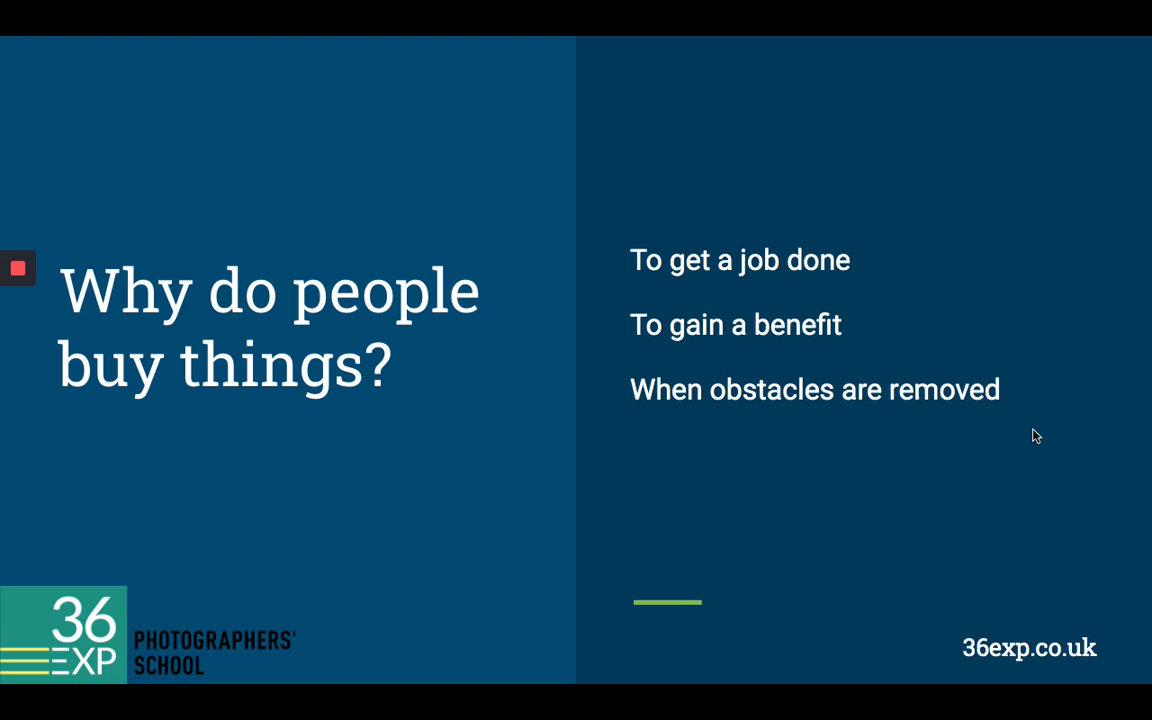 Why do people
buy things?
To get a job done
To gain a benefit
When obstacles are removed
36
EXP
PHOTOGRAPHERS'
SCHOOL
36exp.co.uk